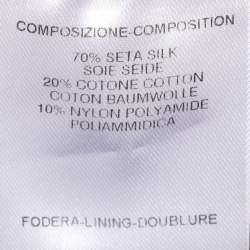 COMPOSIZIONE-COMPOSITION
70% SETA SILK
SOIE SEIDE
20% COTONE COTTON
COTON BAUMWOLLE
10% NYLON POLYAMIDE
POLIAMMIDICA
FODERA-LINING-DOUBLURE